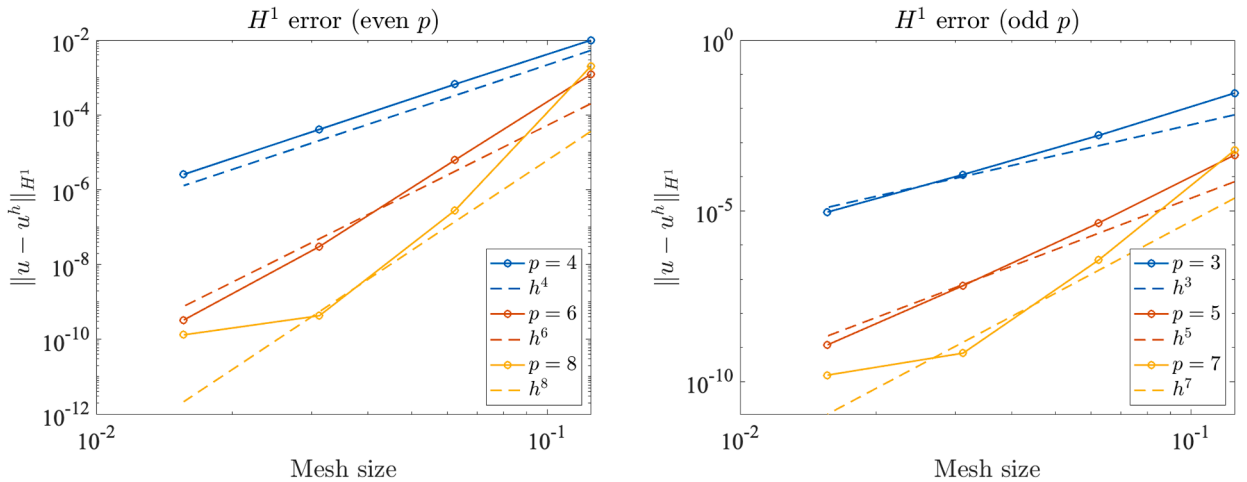 H^1 error (even p)
10^-2
10^-4
10^-6
10^-8
10^-10
10^-12
‖u − u^h‖_{H^1}
p = 4
h^4
p = 6
h^6
p = 8
h^8
10^-2
10^-1
Mesh size
H^1 error (odd p)
10^0
10^-5
10^-10
‖u − u^h‖_{H^1}
p = 3
h^3
p = 5
h^5
p = 7
h^7
10^-2
10^-1
Mesh size